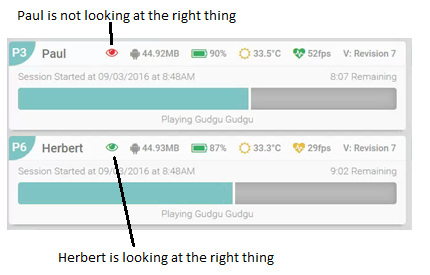 Paul is not looking at the right thing
P3 Paul 44.92MB 90% 33.5°C 52fps V: Revision 7
Session Started at 09/03/2016 at 8:48AM 8:07 Remaining
Playing Gudgu Gudgu
P6 Herbert 44.93MB 87% 33.3°C 29fps V: Revision 7
Session Started at 09/03/2016 at 8:48AM 9:02 Remaining
Playing Gudgu Gudgu
Herbert is looking at the right thing